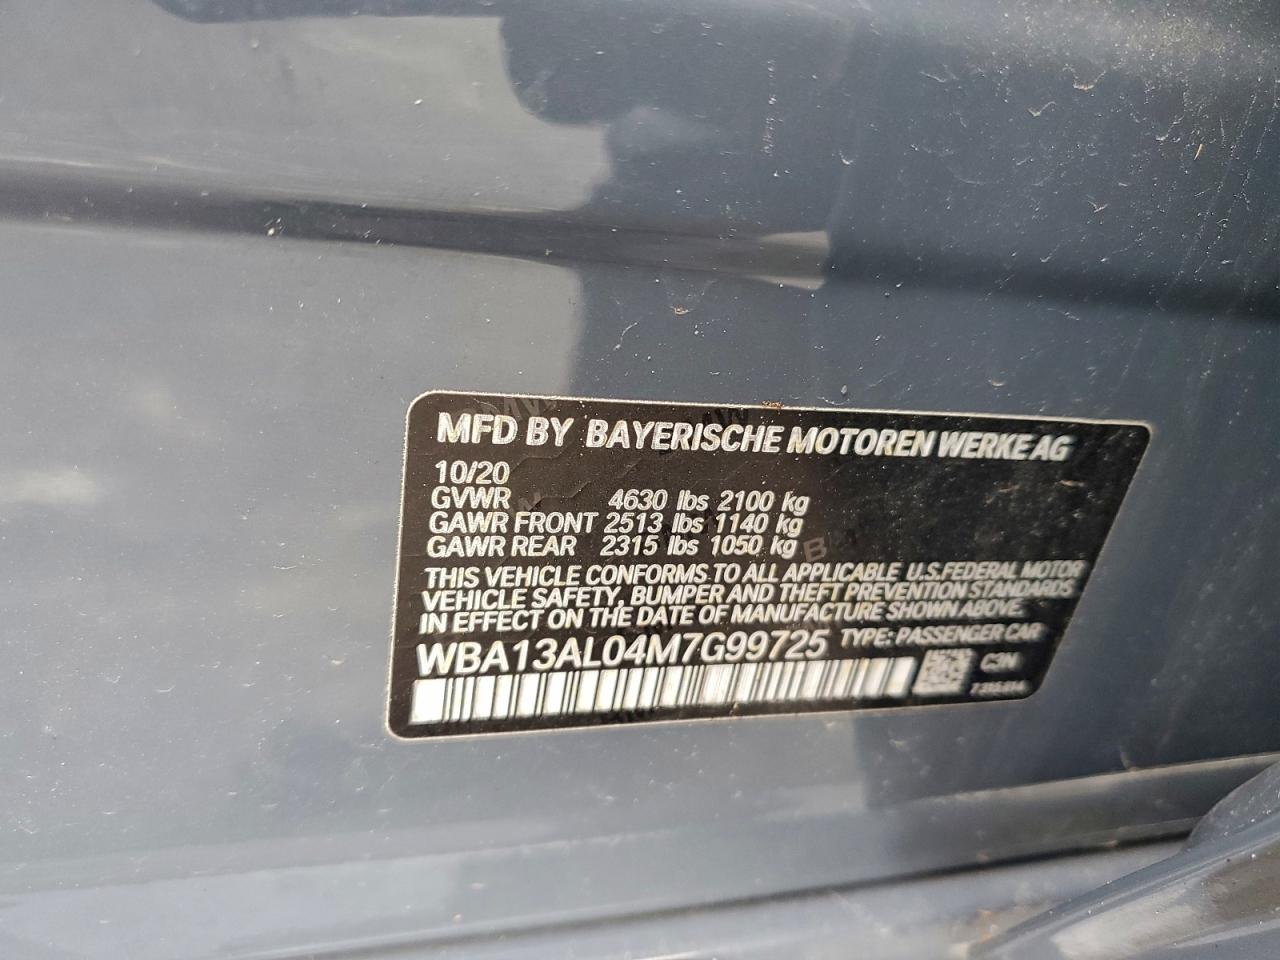 MFD BY BAYERISCHE MOTOREN WERKE AG
10/20
GVWR 4630 lbs 2100 kg
GAWR FRONT 2513 lbs 1140 kg
GAWR REAR 2315 lbs 1050 kg
THIS VEHICLE CONFORMS TO ALL APPLICABLE U.S.FEDERAL MOTOR
VEHICLE SAFETY, BUMPER AND THEFT PREVENTION STANDARDS
IN EFFECT ON THE DATE OF MANUFACTURE SHOWN ABOVE.
WBA13AL04M7G99725 TYPE: PASSENGER CAR
C3N